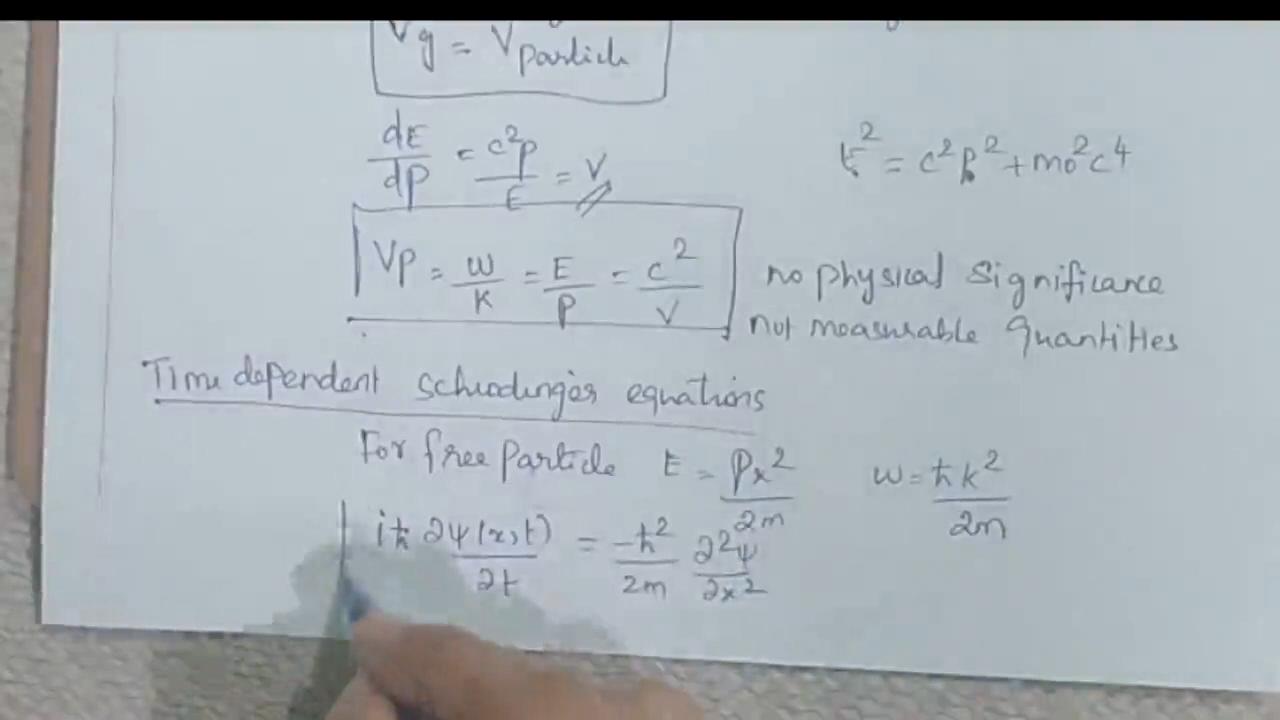 Vg = Vparticle
dE/dP = c²p/E = V
E² = c²p² + mo²c⁴
Vp = w/k = E/P = c²/V
no physical significance
not measurable quantities
Time dependent schrodinger equations
For free particle E = Px²/2m w = ħk²/2m
iħ ∂ψ(x,t)/∂t = -ħ²/2m ∂²ψ/∂x²